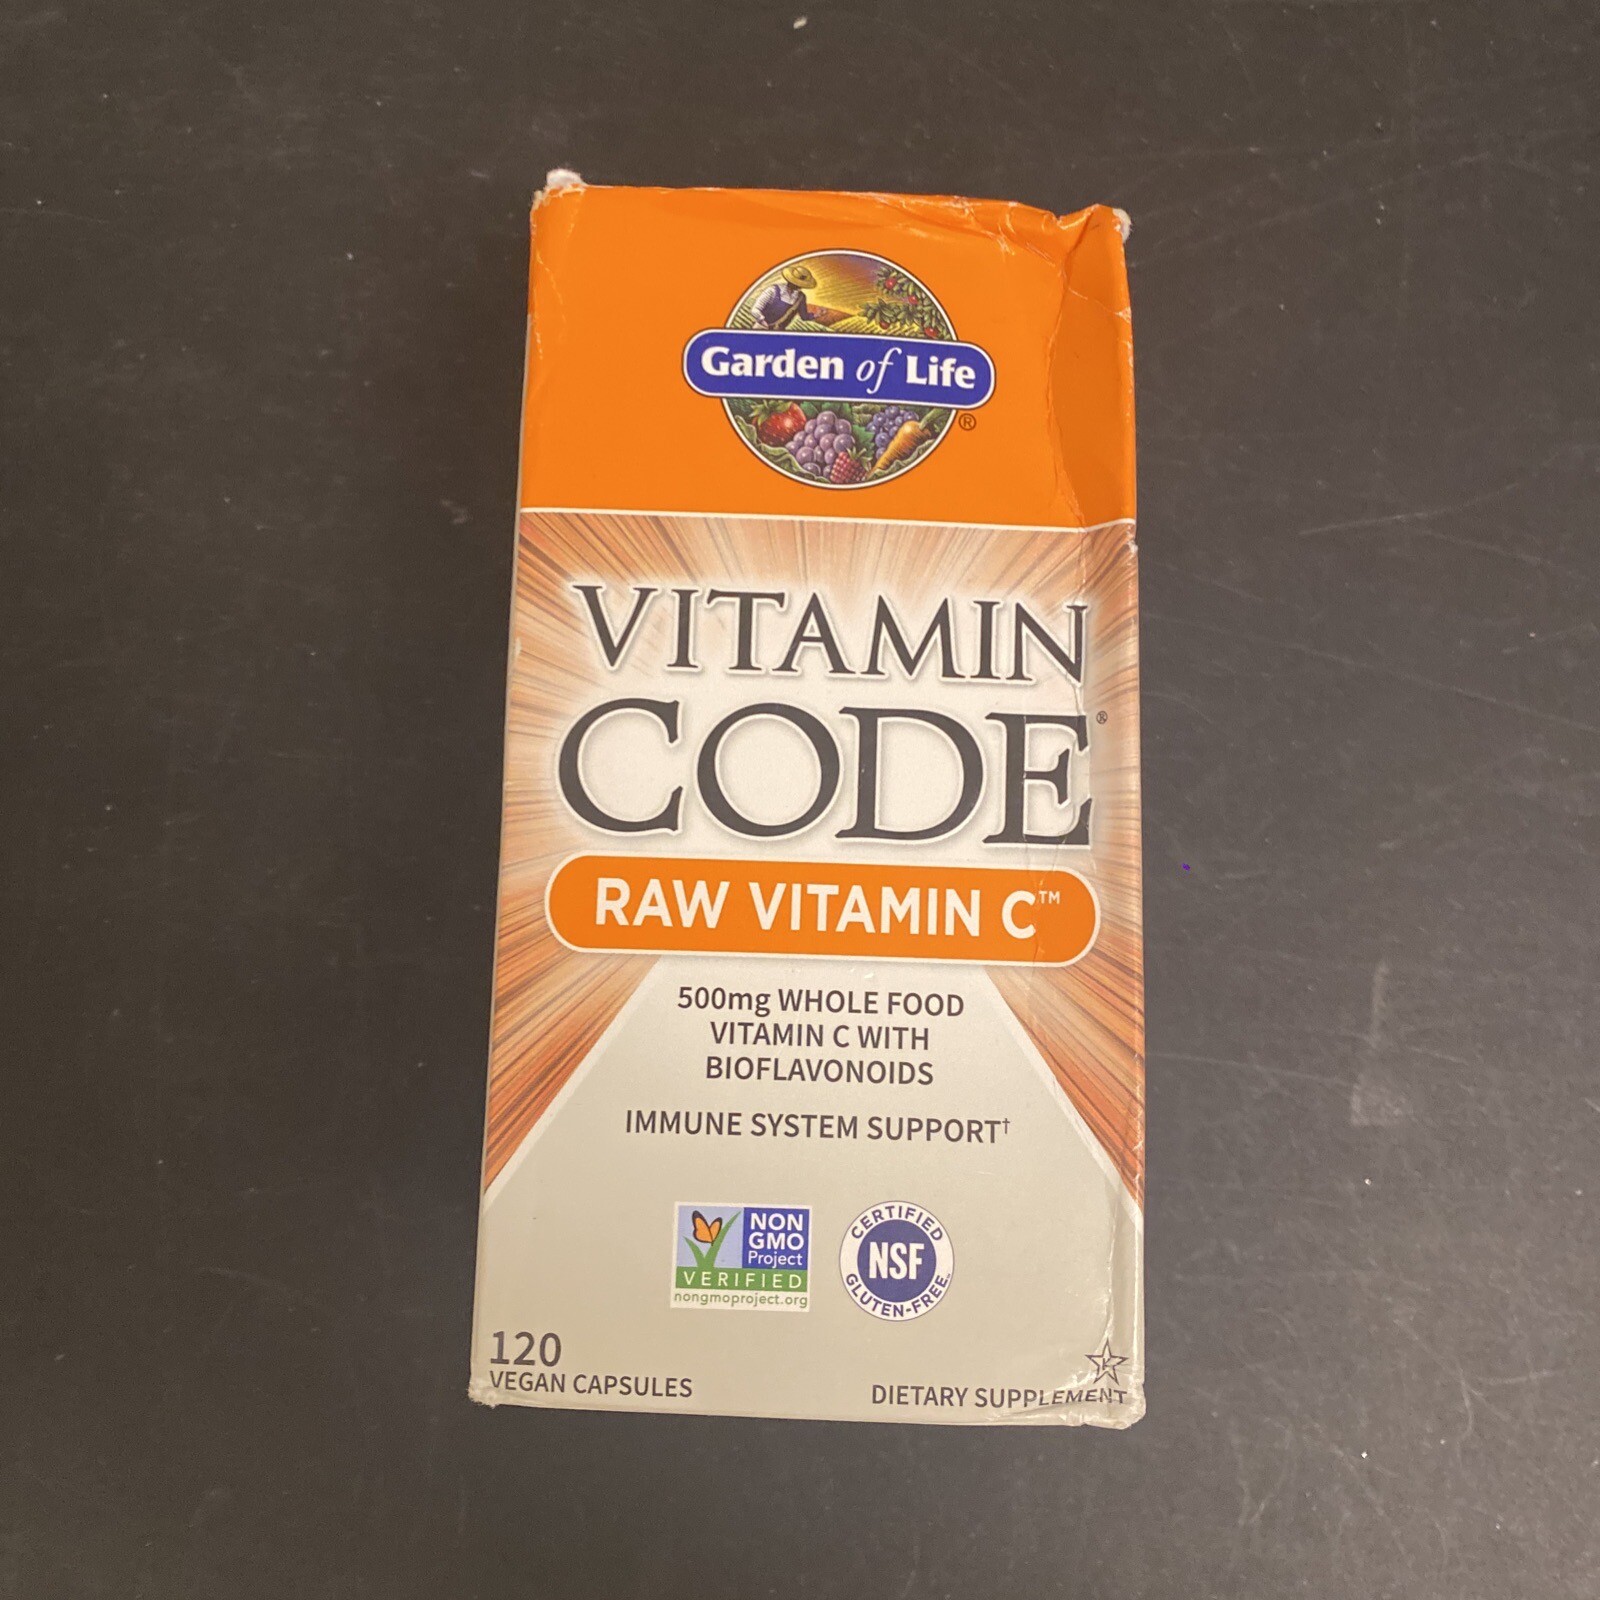 Garden of Life®
VITAMIN
CODE®
RAW VITAMIN C™
500mg WHOLE FOOD
VITAMIN C WITH
BIOFLAVONOIDS
IMMUNE SYSTEM SUPPORT†
NON
GMO
Project
VERIFIED
nongmoproject.org
CERTIFIED
NSF
GLUTEN-FREE
120
VEGAN CAPSULES
K
DIETARY SUPPLEMENT